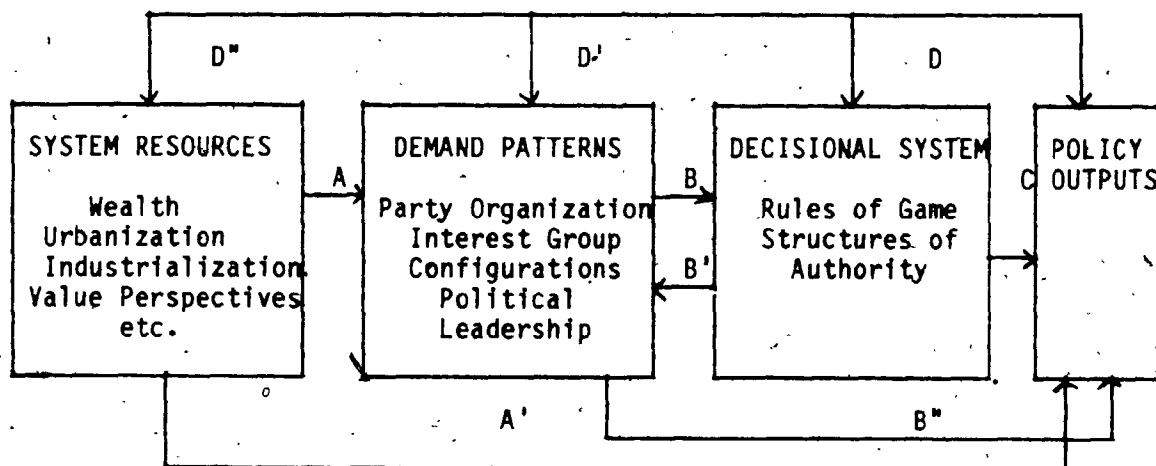 D" D' D
SYSTEM RESOURCES
Wealth
Urbanization
Industrialization
Value Perspectives
etc.
A
DEMAND PATTERNS
Party Organization
Interest Group
Configurations
Political
Leadership
B
B'
DECISIONAL SYSTEM
Rules of Game
Structures of
Authority
C
POLICY
OUTPUTS
A' B"